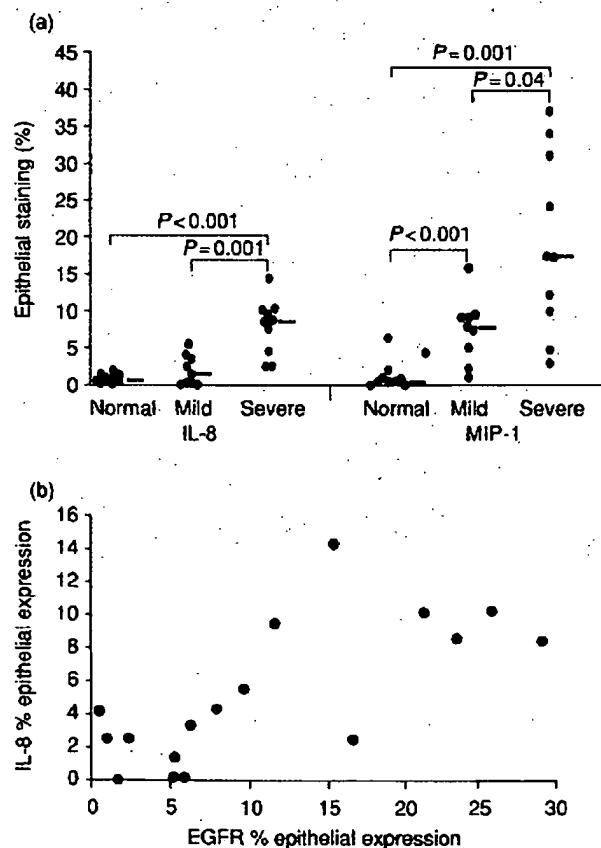 (a)
Epithelial staining (%)
45
40
35
30
25
20
15
10
5
0
P<0.001
P=0.001
P<0.001
P=0.001
P=0.04
Normal Mild Severe Normal Mild Severe
IL-8 MIP-1
(b)
IL-8 % epithelial expression
16
14
12
10
8
6
4
2
0
0 5 10 15 20 25 30
EGFR % epithelial expression